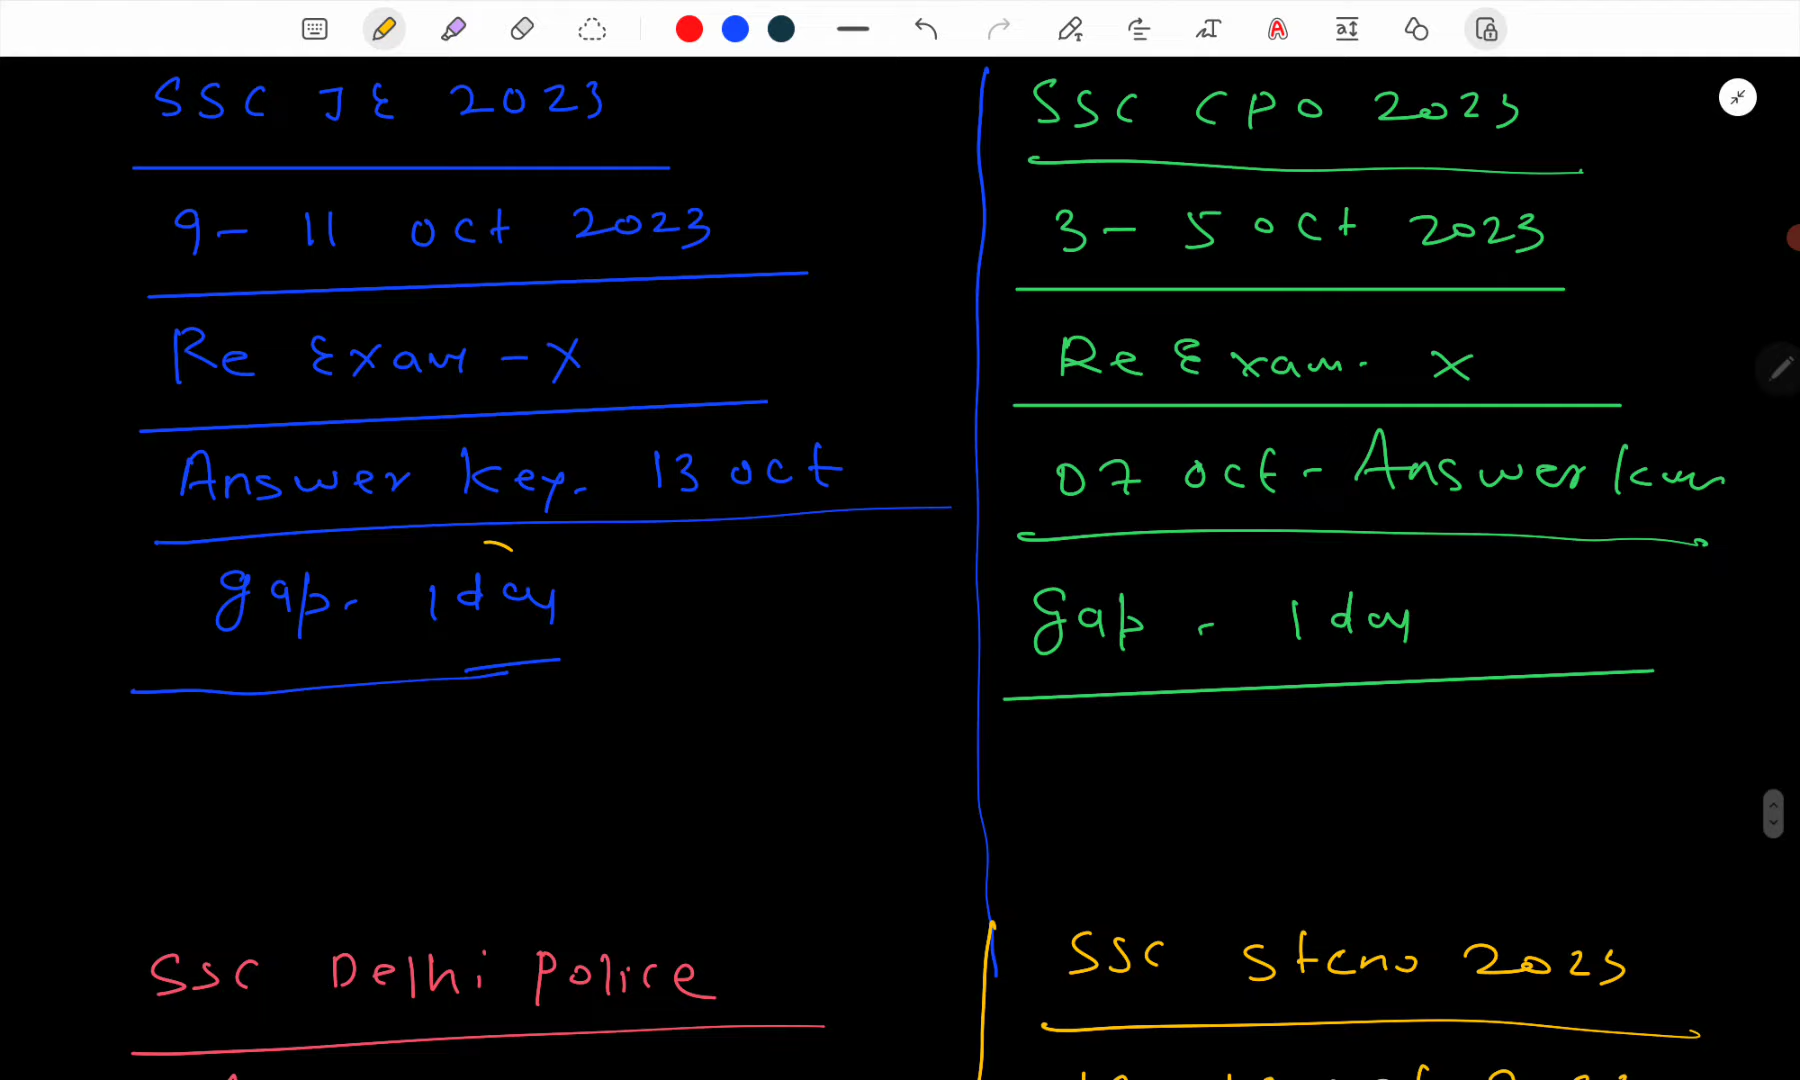 SSC JE 2023
9 - 11 oct 2023
Re Exam - X
Answer key. 13 oct
gap. 1 day
SSC CPO 2023
3 - 5 oct 2023
Re Exam. X
07 oct - Answer
gap - 1 day
SSC Delhi Police
SSC Steno 2023